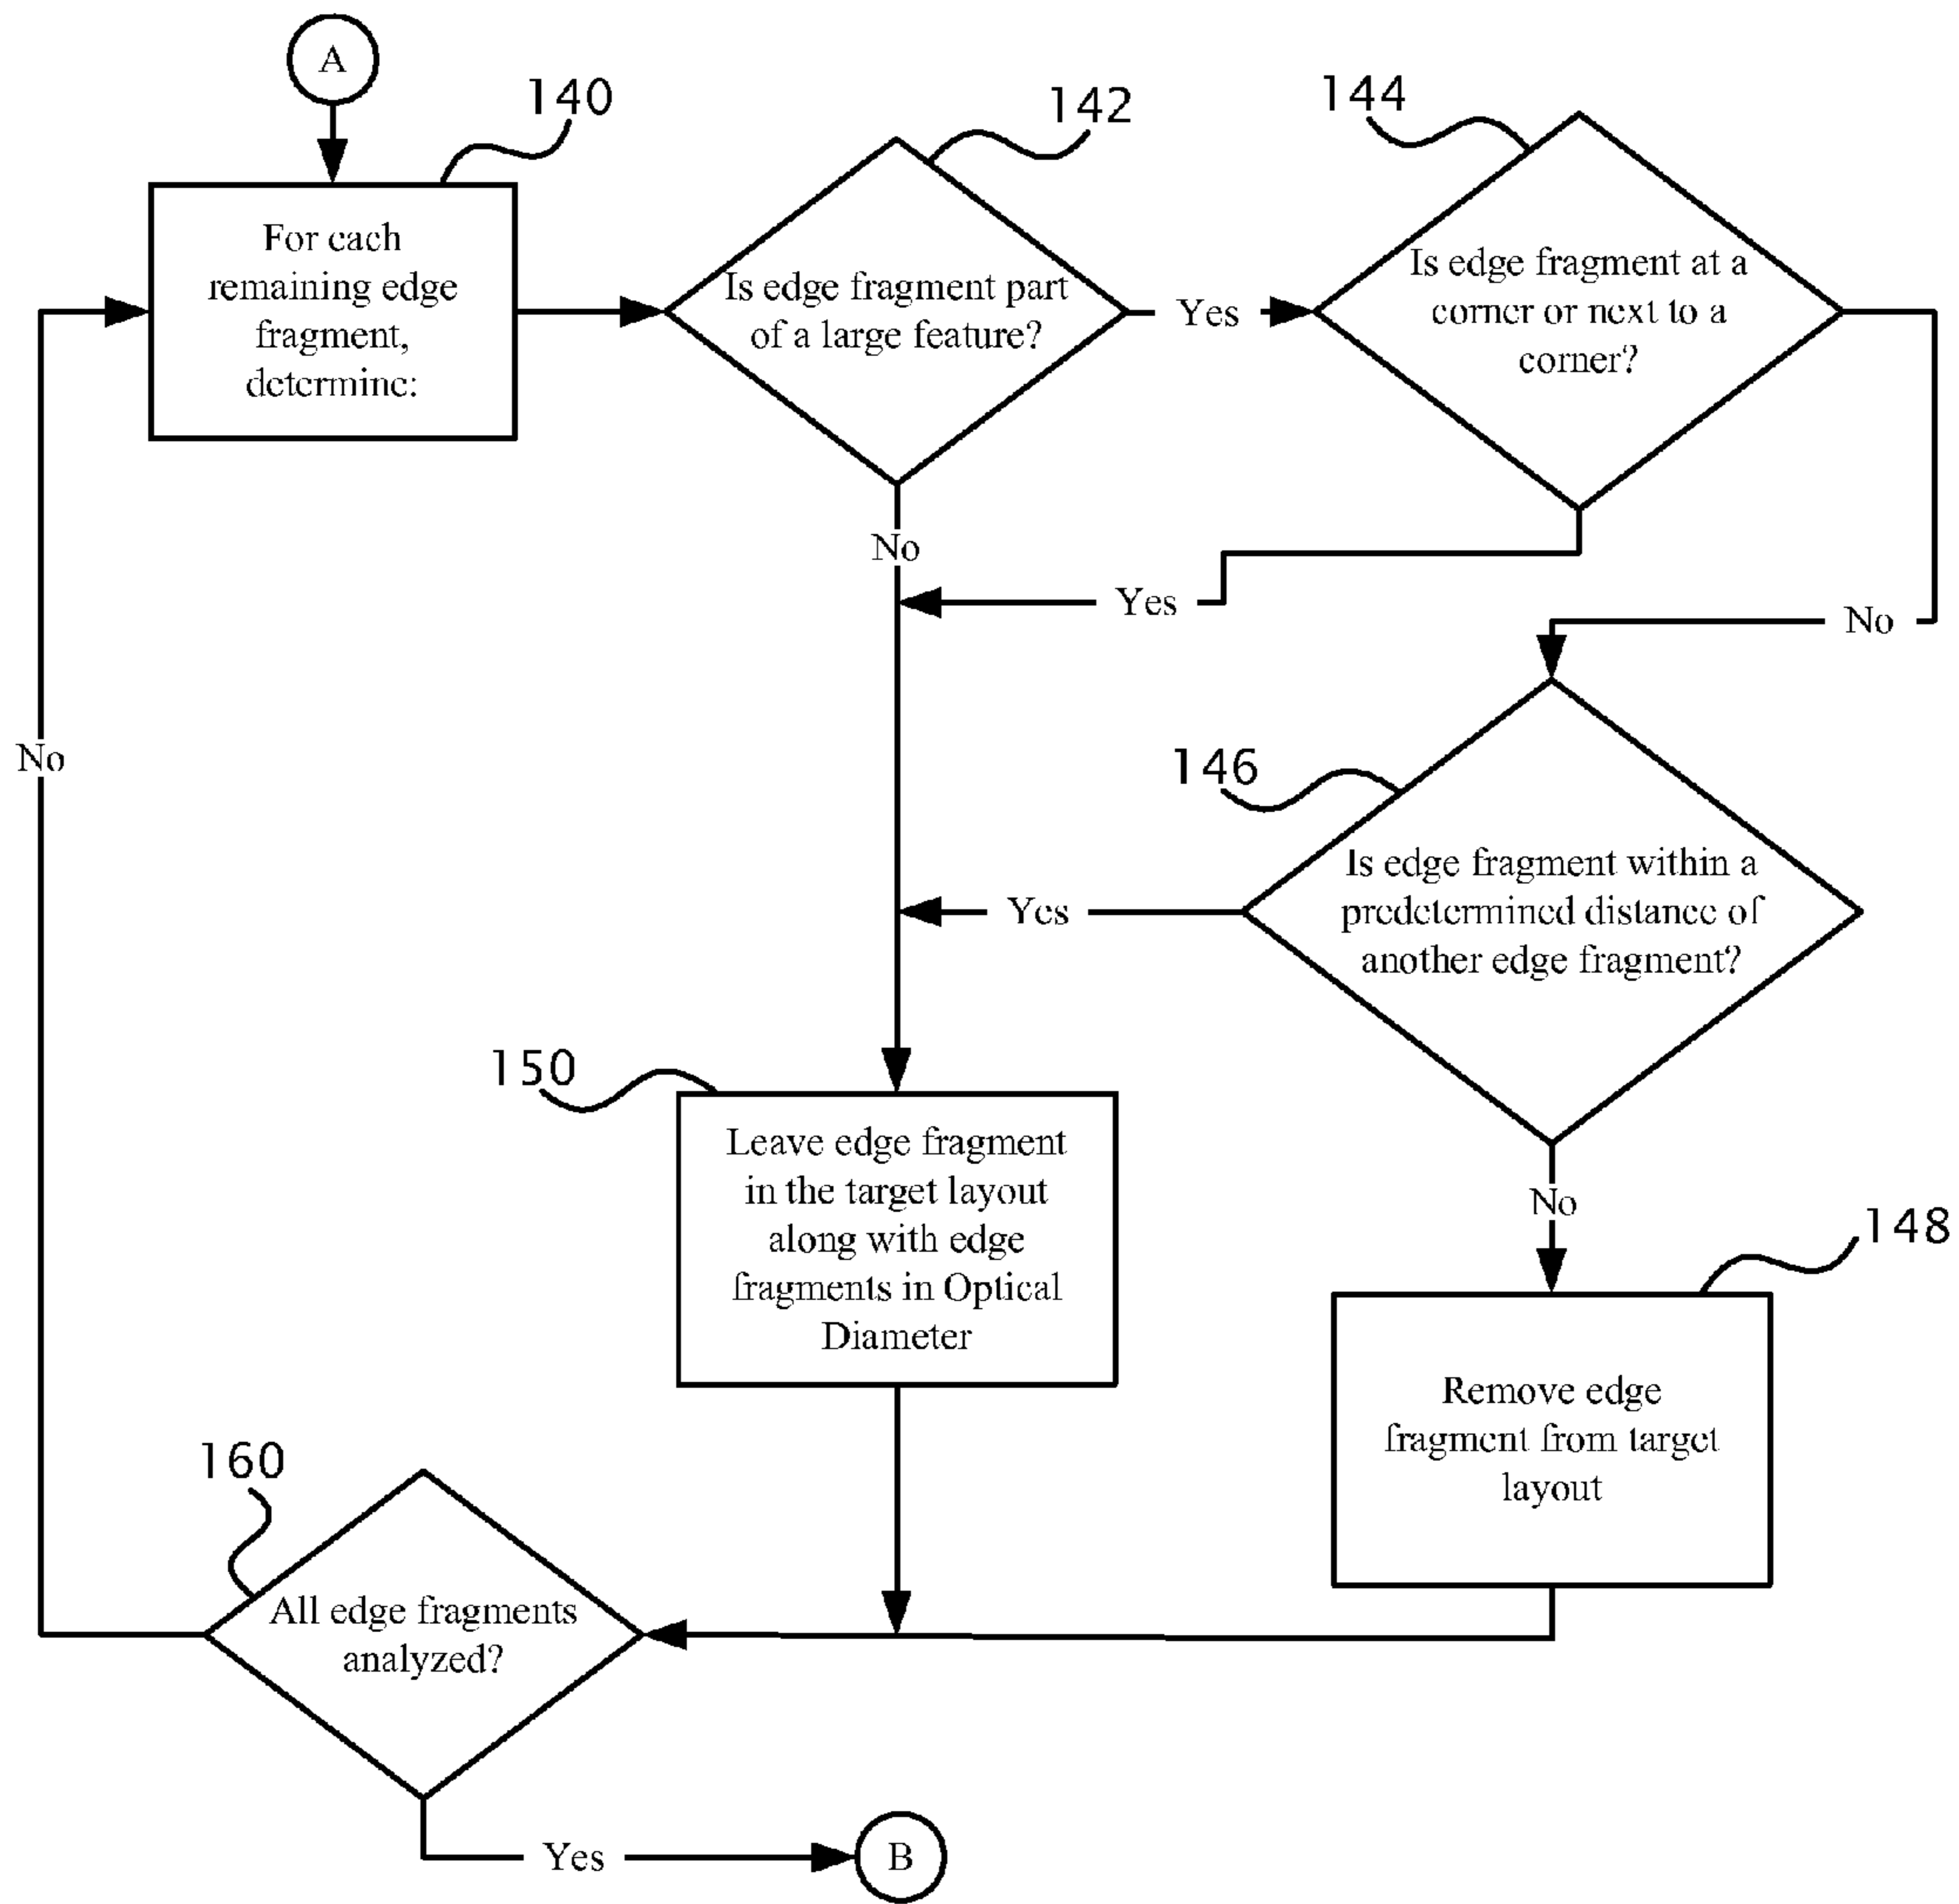 A
140
142
144
For each
remaining edge
fragment,
determine:
Is edge fragment part
of a large feature?
Yes
Is edge fragment at a
corner or next to a
corner?
No
Yes
No
No
146
Is edge fragment within a
predetermined distance of
another edge fragment?
Yes
150
Leave edge fragment
in the target layout
along with edge
fragments in Optical
Diameter
No
148
Remove edge
fragment from target
layout
160
All edge fragments
analyzed?
Yes
B